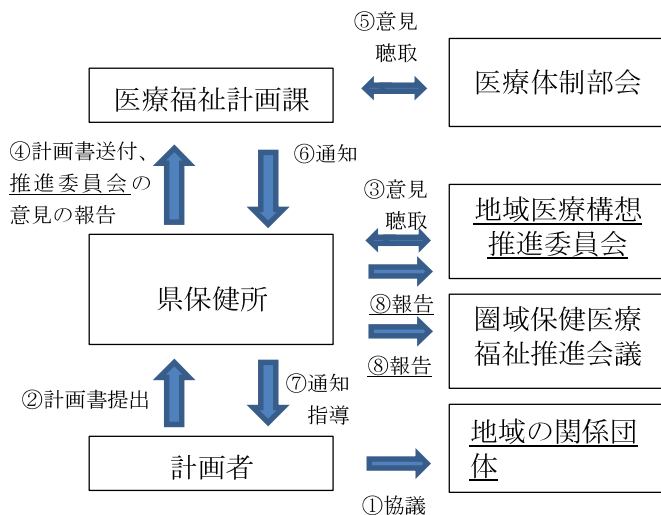 ⑤意見
聴取
医療福祉計画課
医療体制部会
④計画書送付、
推進委員会の
意見の報告
⑥通知
③意見
聴取
地域医療構想
推進委員会
県保健所
⑧報告
圏域保健医療
福祉推進会議
⑧報告
②計画書提出
⑦通知
指導
計画者
地域の関係団
体
①協議